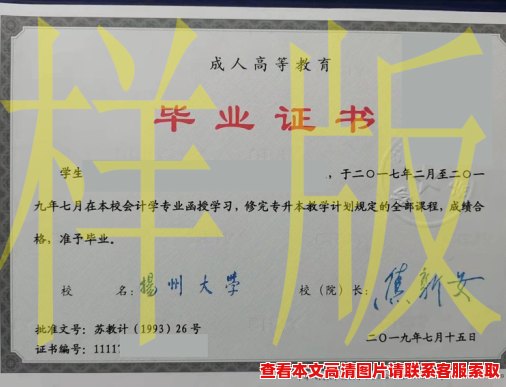 成人高等教育
毕业证书
学生 , 于二〇一七年二月至二〇一
九年七月在本校会计学专业函授学习，修完专升本教学计划规定的全部课程，成绩合
格，准予毕业。
校 名：扬州大学 校（院）长：焦新安
批准文号：苏教计（1993）26号
二〇一九年七月十五日
证书编号：11117
样版
查看本文高清图片请联系客服索取